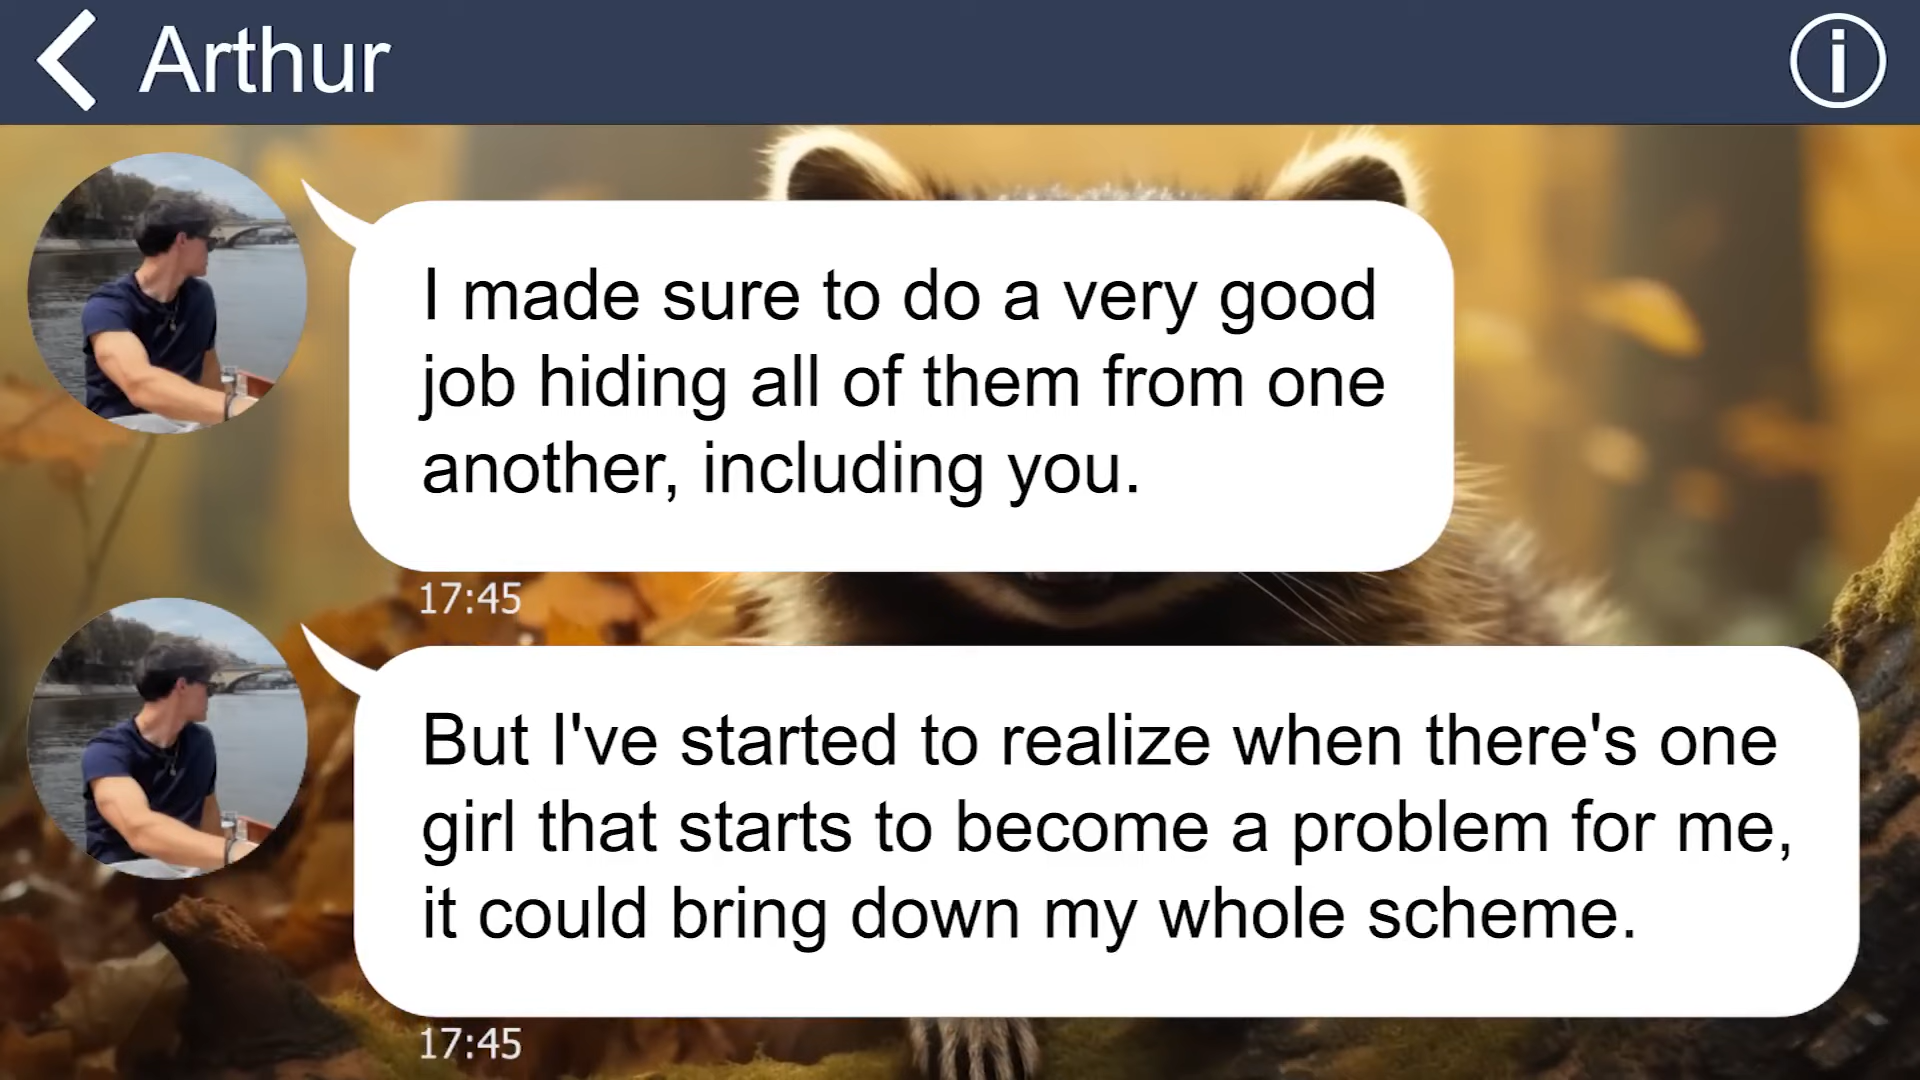 Arthur
I made sure to do a very good
job hiding all of them from one
another, including you.
17:45
But I've started to realize when there's one
girl that starts to become a problem for me,
it could bring down my whole scheme.
17:45